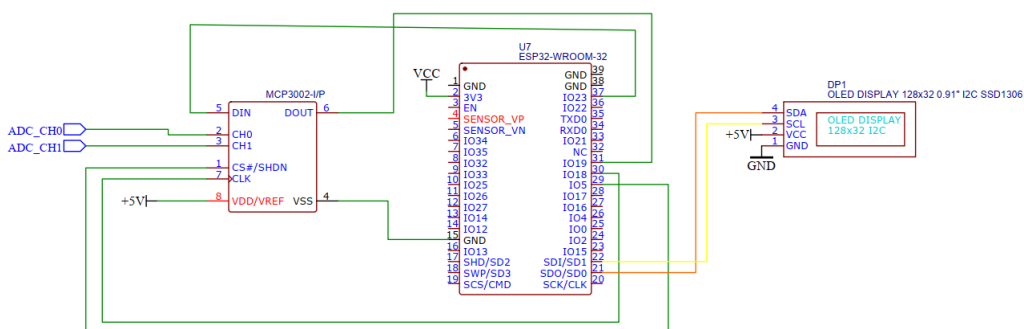 U7
ESP32-WROOM-32
VCC
MCP3002-I/P
5 DIN DOUT 6
2 CH0
3 CH1
1 CS#/SHDN
7 CLK
8 VDD/VREF VSS 4
ADC_CH0
ADC_CH1
+5V
1 GND
2 3V3
3 EN
4 SENSOR_VP
5 SENSOR_VN
6 IO34
7 IO35
8 IO32
9 IO33
10 IO25
11 IO26
12 IO27
13 IO14
14 IO12
15 GND
16 IO13
17 SHD/SD2
18 SWP/SD3
19 SCS/CMD
GND 39
GND 38
IO23 37
IO22 36
TXD0 35
RXD0 34
IO21 33
NC 32
IO19 31
IO18 30
IO5 29
IO17 28
IO16 27
IO4 26
IO0 25
IO2 24
IO15 23
SDI/SD1 22
SDO/SD0 21
SCK/CLK 20
DP1
OLED DISPLAY 128x32 0.91" I2C SSD1306
4 SDA
3 SCL
2 VCC
1 GND
OLED DISPLAY
128x32 I2C
+5V
GND